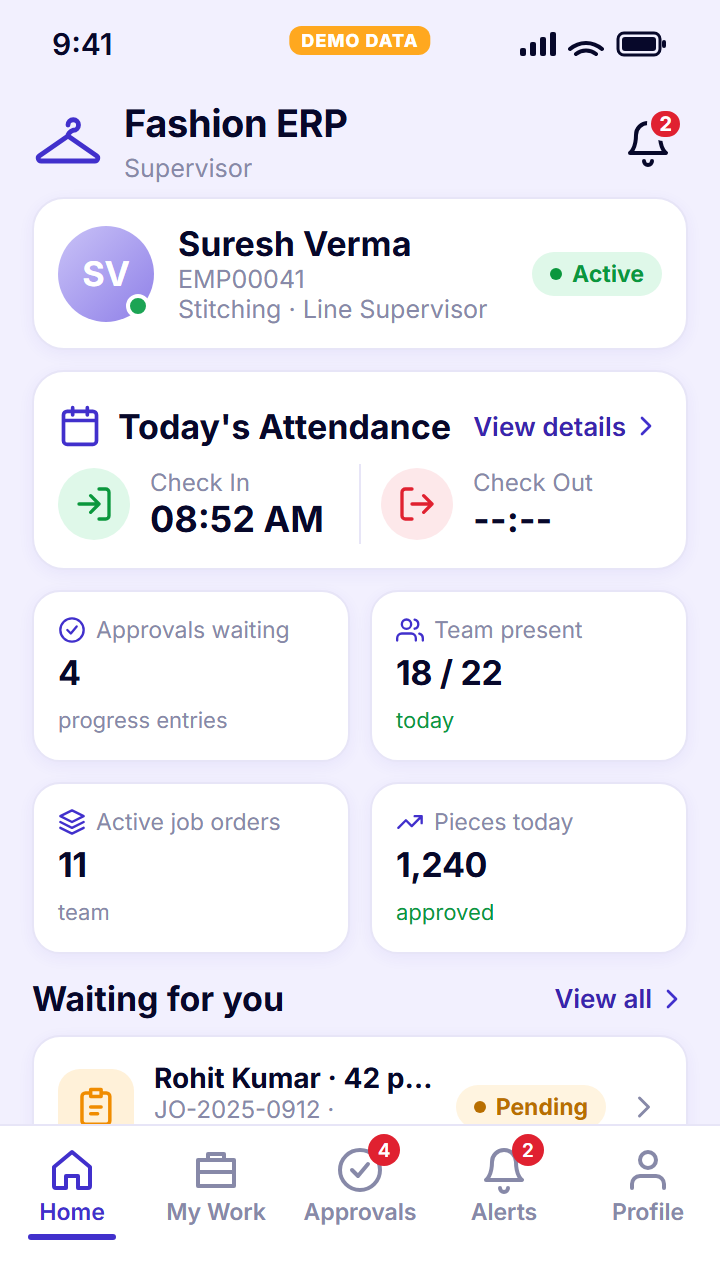 9:41
DEMO DATA
Fashion ERP
2
Supervisor
SV
Suresh Verma
EMP00041
Stitching · Line Supervisor
Active
Today's Attendance
View details
Check In
08:52 AM
Check Out
--:--
Approvals waiting
4
progress entries
Team present
18 / 22
today
Active job orders
11
team
Pieces today
1,240
approved
Waiting for you
View all
Rohit Kumar · 42 p...
JO-2025-0912 ·
Pending
4
2
Home
My Work
Approvals
Alerts
Profile